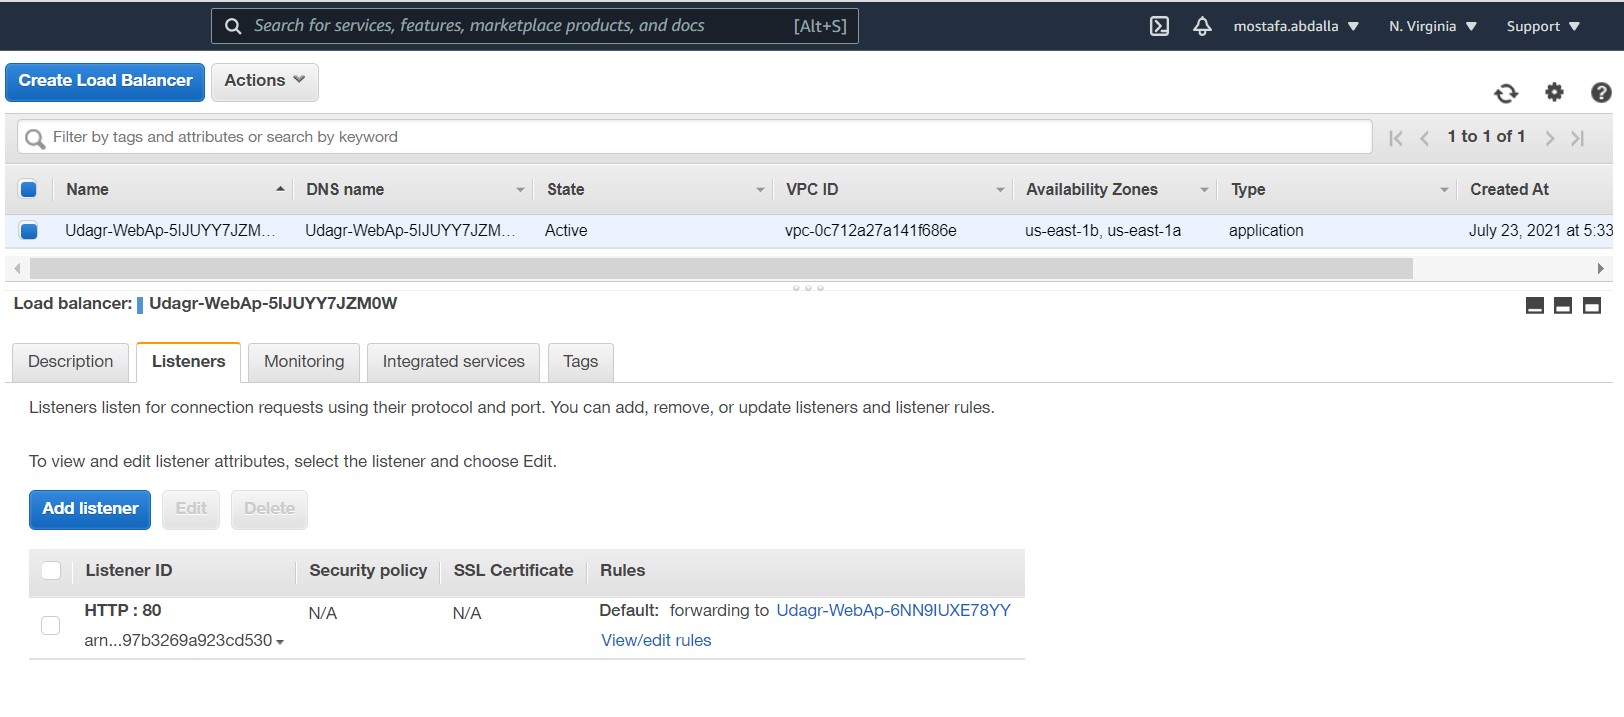 Search for services, features, marketplace products, and docs [Alt+S] mostafa.abdalla N. Virginia Support
Create Load Balancer Actions
Filter by tags and attributes or search by keyword 1 to 1 of 1
Name DNS name State VPC ID Availability Zones Type Created At
Udagr-WebAp-5IJUYY7JZM... Udagr-WebAp-5IJUYY7JZM... Active vpc-0c712a27a141f686e us-east-1b, us-east-1a application July 23, 2021 at 5:33
Load balancer: Udagr-WebAp-5IJUYY7JZM0W
Description Listeners Monitoring Integrated services Tags
Listeners listen for connection requests using their protocol and port. You can add, remove, or update listeners and listener rules.
To view and edit listener attributes, select the listener and choose Edit.
Add listener Edit Delete
Listener ID Security policy SSL Certificate Rules
HTTP : 80 N/A N/A Default: forwarding to Udagr-WebAp-6NN9IUXE78YY
arn...97b3269a923cd530 View/edit rules